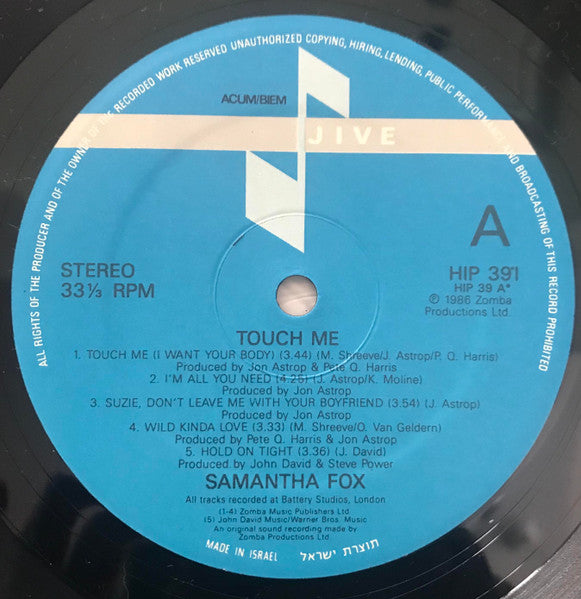 ALL RIGHTS OF THE PRODUCER AND OF THE OWNER OF THE RECORDED WORK RESERVED UNAUTHORIZED COPYING, HIRING, LENDING, PUBLIC PERFORMANCE AND BROADCASTING OF THIS RECORD PROHIBITED
ACUM/BIEM
JIVE
A
STEREO
33⅓ RPM
HIP 391
HIP 39 A*
℗ 1986 Zomba
Productions Ltd.
TOUCH ME
1. TOUCH ME (I WANT YOUR BODY) (3.44) (M. Shreeve/J. Astrop/P. Q. Harris)
Produced by Jon Astrop & Pete Q. Harris
2. I'M ALL YOU NEED (4.25) (J. Astrop/K. Moline)
Produced by Jon Astrop
3. SUZIE, DON'T LEAVE ME WITH YOUR BOYFRIEND (3.54) (J. Astrop)
Produced by Jon Astrop
4. WILD KINDA LOVE (3.33) (M. Shreeve/O. Van Geldern)
Produced by Pete Q. Harris & Jon Astrop
5. HOLD ON TIGHT (3.36) (J. David)
Produced by John David & Steve Power
SAMANTHA FOX
All tracks recorded at Battery Studios, London
(1-4) Zomba Music Publishers Ltd
(5) John David Music/Warner Bros. Music
An original sound recording made by
Zomba Productions Ltd.
MADE IN ISRAEL תוצרת ישראל